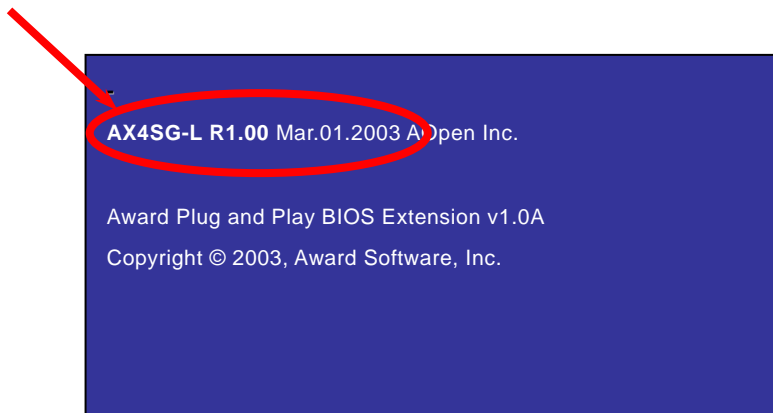 AX4SG-L R1.00 Mar.01.2003 AOpen Inc.
Award Plug and Play BIOS Extension v1.0A
Copyright © 2003, Award Software, Inc.